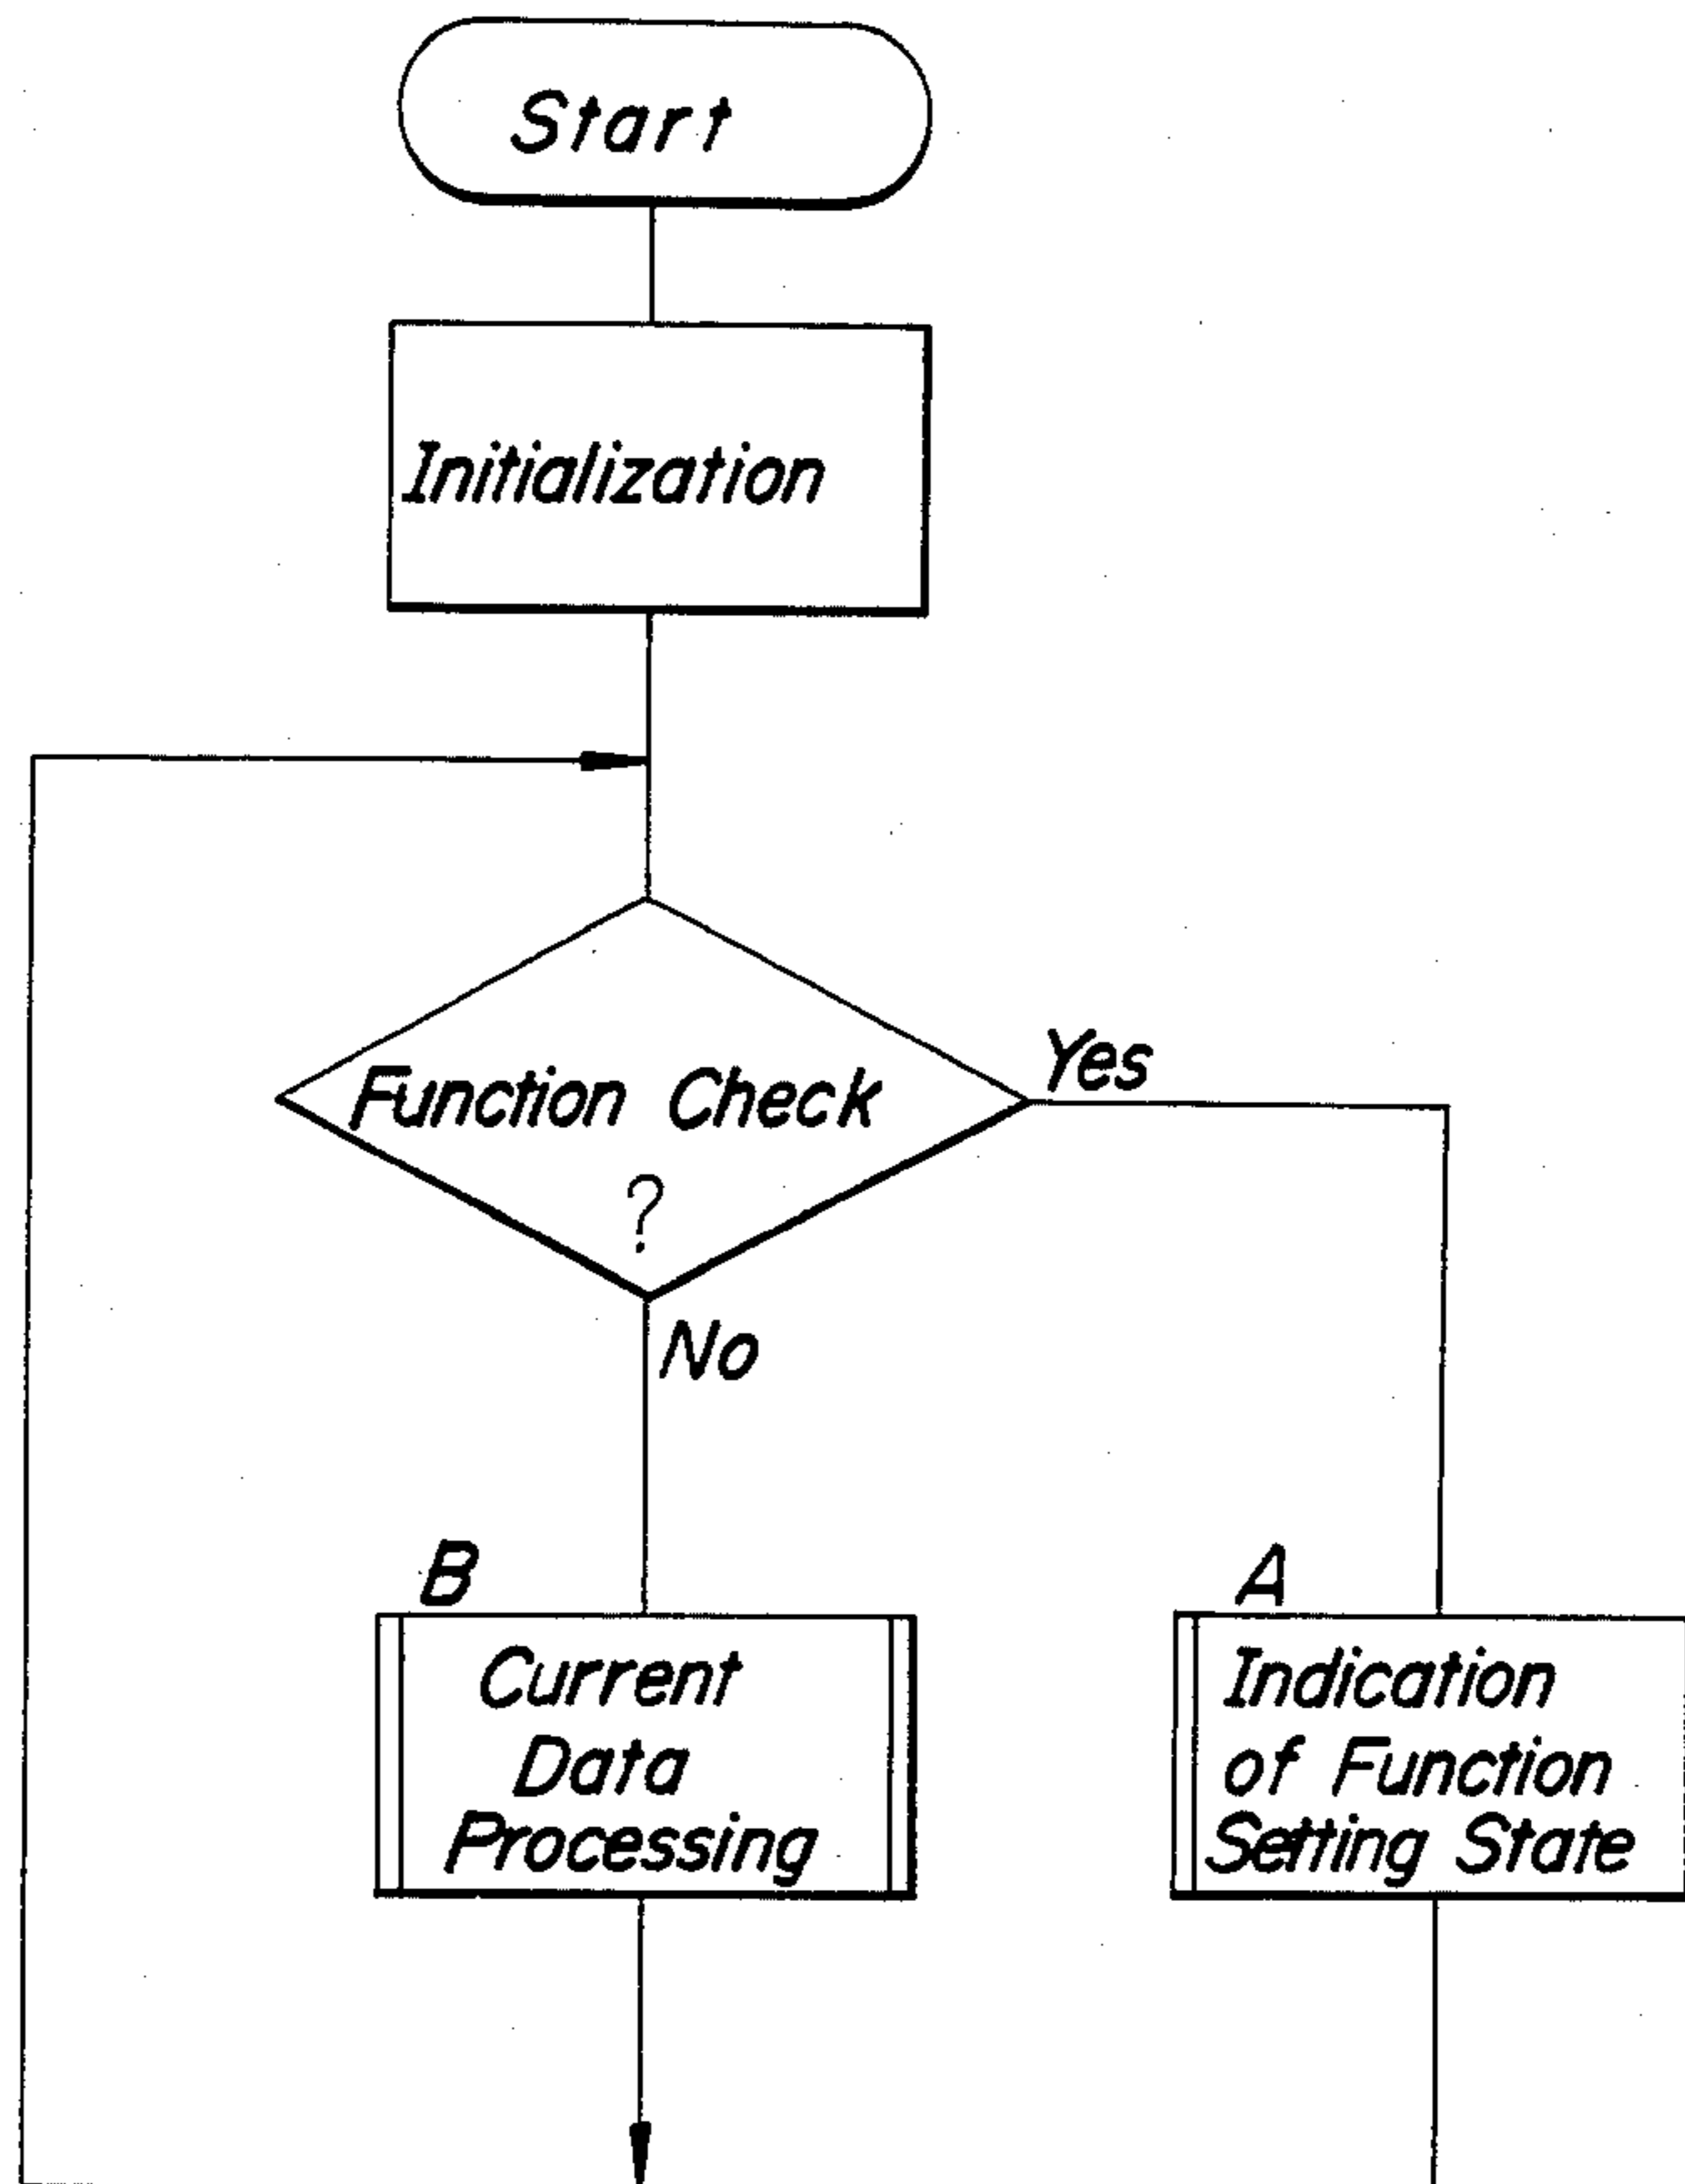 Start
Initialization
Function Check
?
Yes
No
B
Current
Data
Processing
A
Indication
of Function
Setting State